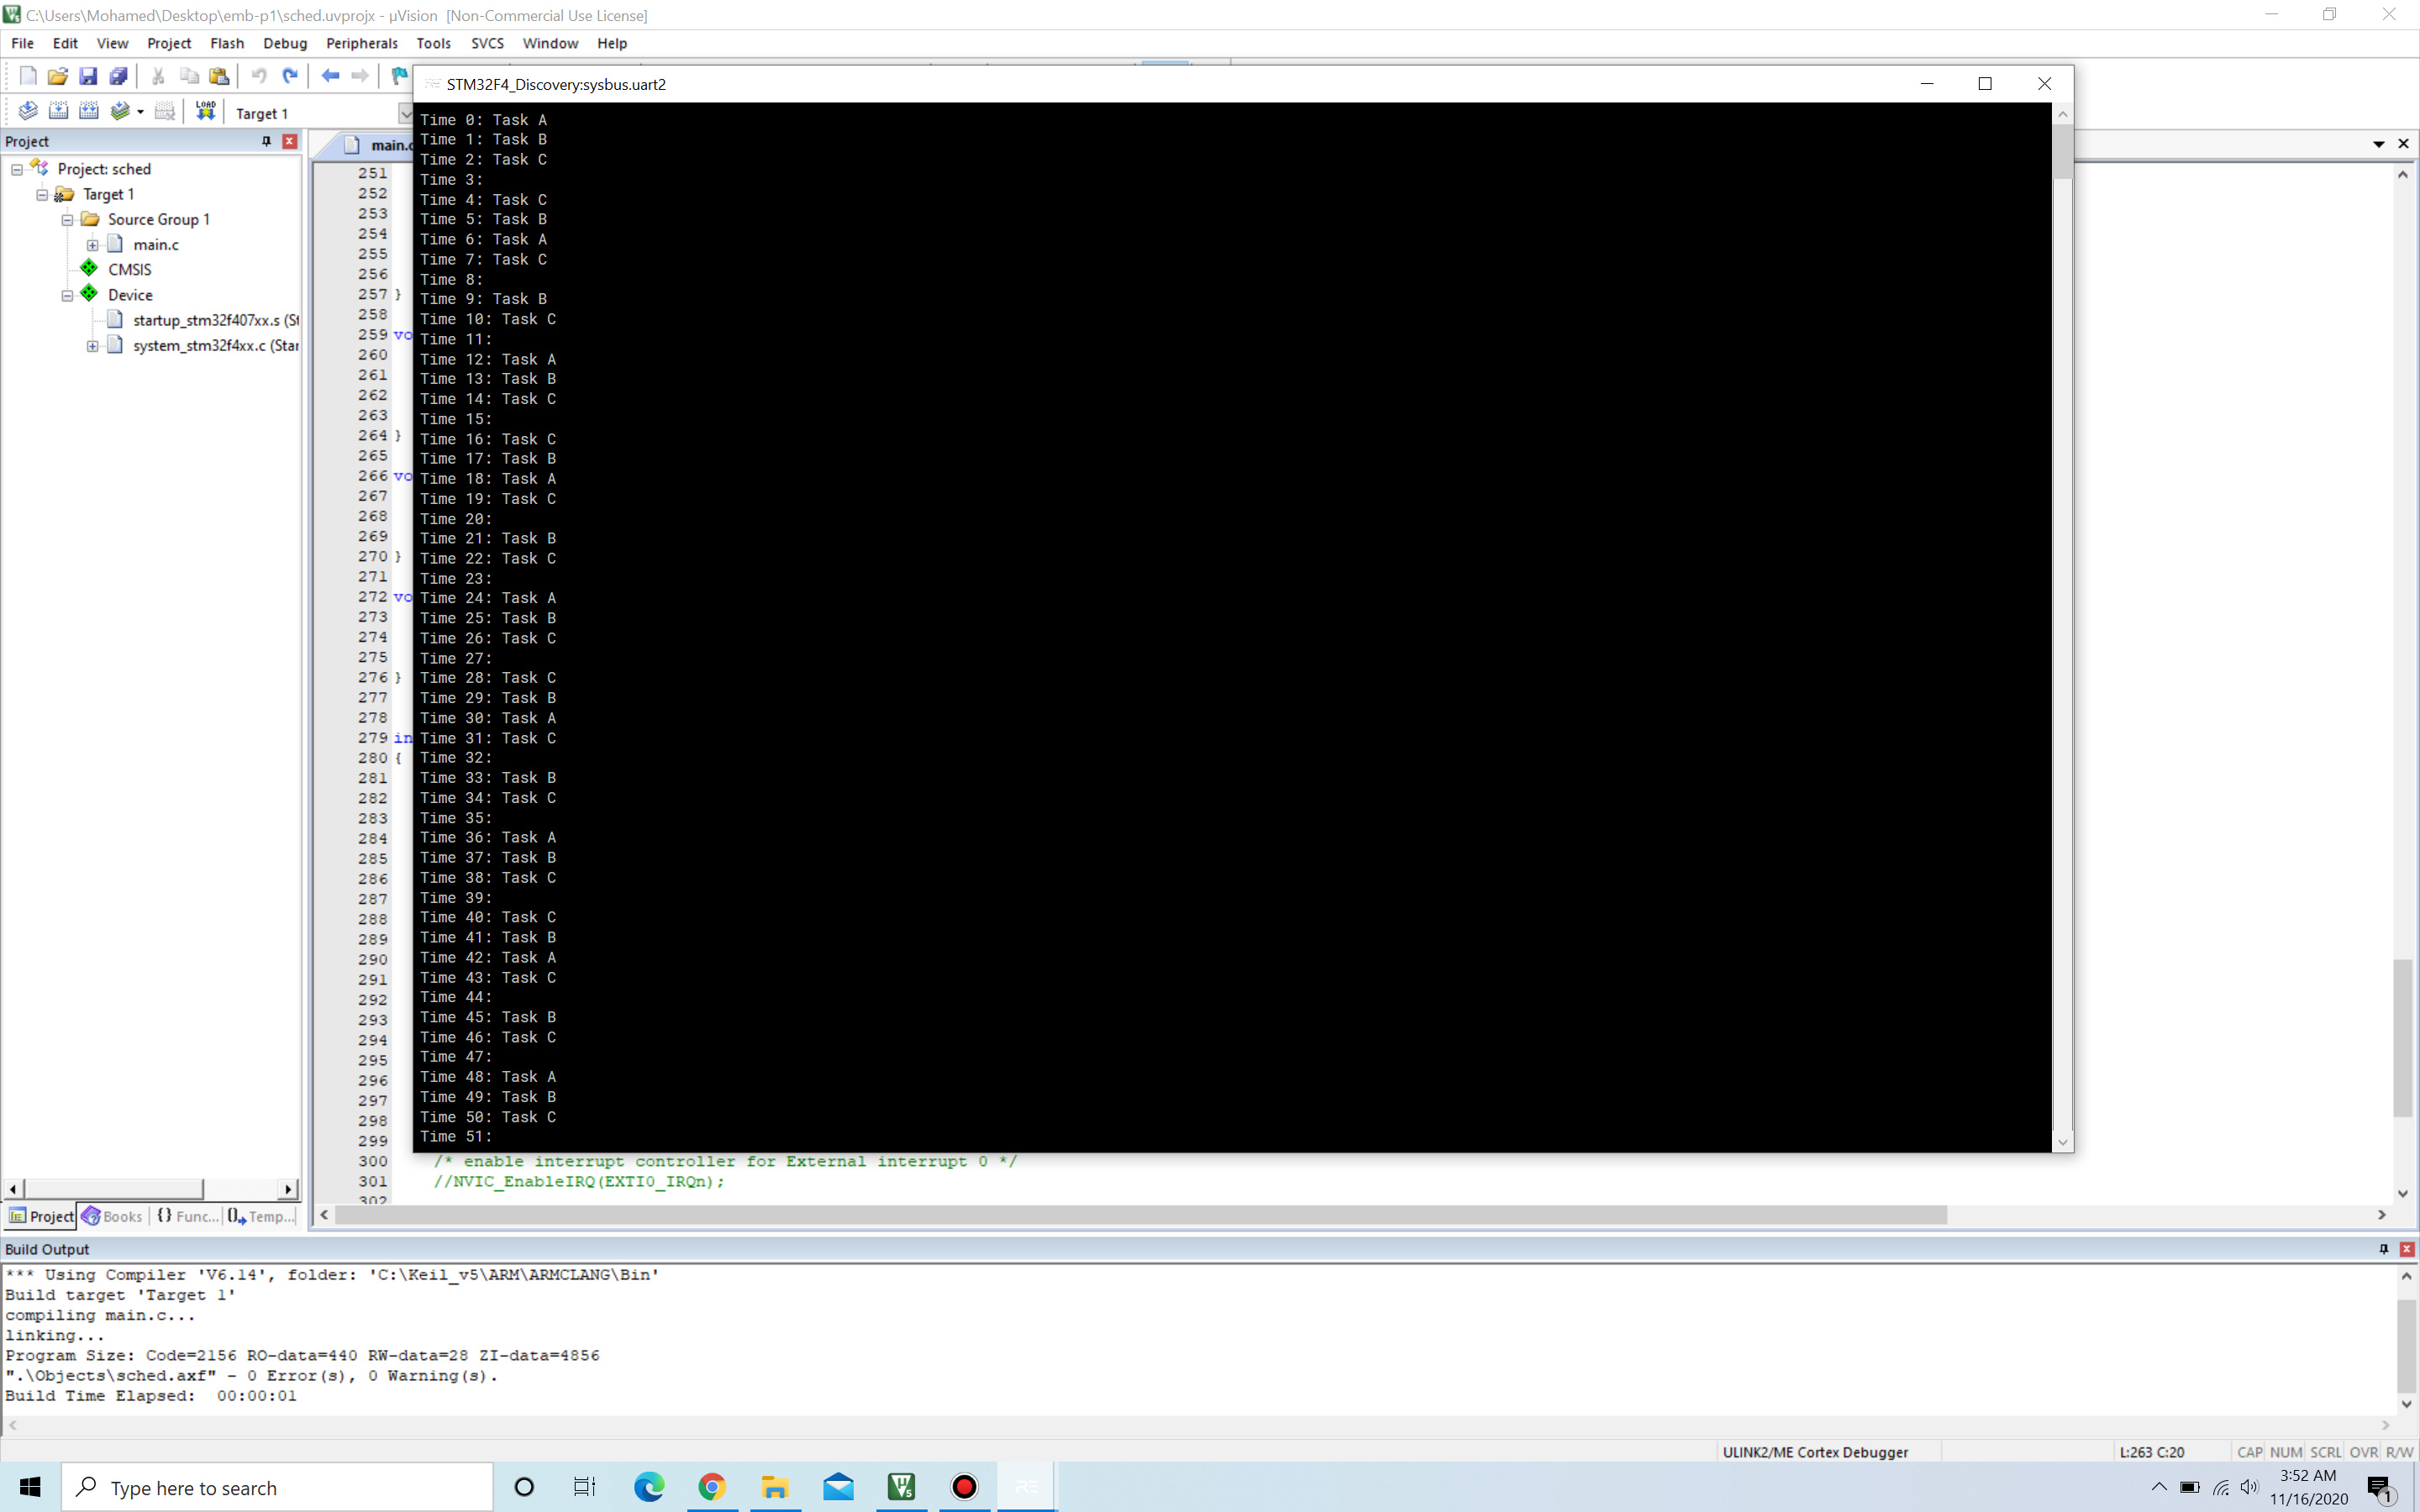 C:\Users\Mohamed\Desktop\emb-p1\sched.uvprojx - µVision [Non-Commercial Use License]
File Edit View Project Flash Debug Peripherals Tools SVCS Window Help
LOAD
Target 1
Project
Project: sched
Target 1
Source Group 1
main.c
CMSIS
Device
startup_stm32f407xx.s (St
system_stm32f4xx.c (Star
Project Books Func... Temp...
main.c
251
252
253
254
255
256
257 }
258
259 vo
260
261
262
263
264 }
265
266 vo
267
268
269
270 }
271
272 vo
273
274
275
276 }
277
278
279 in
280 {
281
282
283
284
285
286
287
288
289
290
291
292
293
294
295
296
297
298
299
300 /* enable interrupt controller for External interrupt 0 */
301 //NVIC_EnableIRQ(EXTI0_IRQn);
302
STM32F4_Discovery:sysbus.uart2
Time 0: Task A
Time 1: Task B
Time 2: Task C
Time 3:
Time 4: Task C
Time 5: Task B
Time 6: Task A
Time 7: Task C
Time 8:
Time 9: Task B
Time 10: Task C
Time 11:
Time 12: Task A
Time 13: Task B
Time 14: Task C
Time 15:
Time 16: Task C
Time 17: Task B
Time 18: Task A
Time 19: Task C
Time 20:
Time 21: Task B
Time 22: Task C
Time 23:
Time 24: Task A
Time 25: Task B
Time 26: Task C
Time 27:
Time 28: Task C
Time 29: Task B
Time 30: Task A
Time 31: Task C
Time 32:
Time 33: Task B
Time 34: Task C
Time 35:
Time 36: Task A
Time 37: Task B
Time 38: Task C
Time 39:
Time 40: Task C
Time 41: Task B
Time 42: Task A
Time 43: Task C
Time 44:
Time 45: Task B
Time 46: Task C
Time 47:
Time 48: Task A
Time 49: Task B
Time 50: Task C
Time 51:
Build Output
*** Using Compiler 'V6.14', folder: 'C:\Keil_v5\ARM\ARMCLANG\Bin'
Build target 'Target 1'
compiling main.c...
linking...
Program Size: Code=2156 RO-data=440 RW-data=28 ZI-data=4856
".\Objects\sched.axf" - 0 Error(s), 0 Warning(s).
Build Time Elapsed:  00:00:01
ULINK2/ME Cortex Debugger L:263 C:20 CAP NUM SCRL OVR R/W
Type here to search
3:52 AM
11/16/2020
1